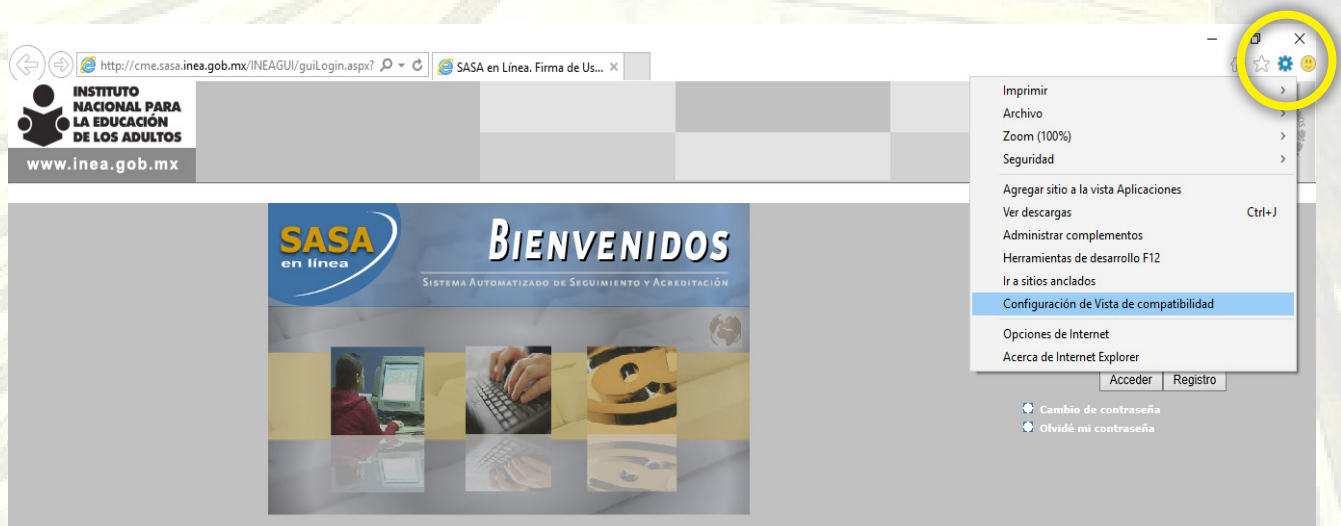 http://cme.sasa.inea.gob.mx/INEAGUI/guiLogin.aspx?
SASA en Línea. Firma de Us...
INSTITUTO
NACIONAL PARA
LA EDUCACIÓN
DE LOS ADULTOS
www.inea.gob.mx
Imprimir
Archivo
Zoom (100%)
Seguridad
Agregar sitio a la vista Aplicaciones
Ver descargas Ctrl+J
Administrar complementos
Herramientas de desarrollo F12
Ir a sitios anclados
Configuración de Vista de compatibilidad
Opciones de Internet
Acerca de Internet Explorer
SASA
en línea
BIENVENIDOS
SISTEMA AUTOMATIZADO DE SEGUIMIENTO Y ACREDITACIÓN
Acceder Registro
Cambio de contraseña
Olvidé mi contraseña